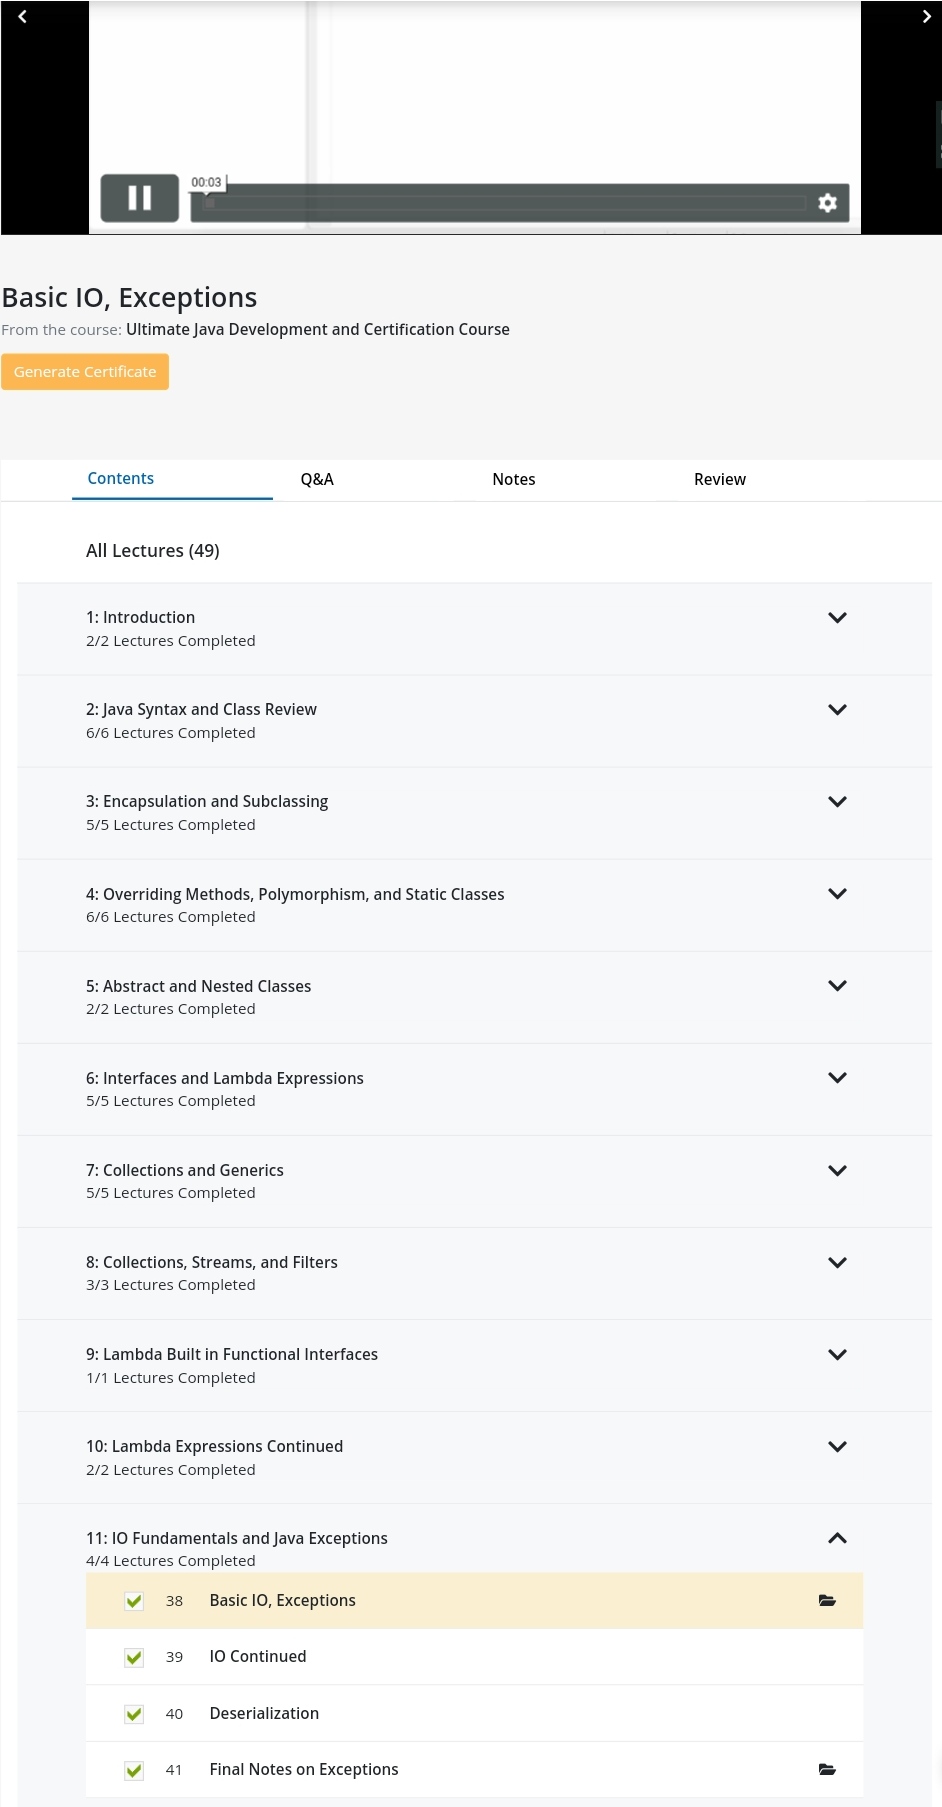 00:03
Basic IO, Exceptions
From the course: Ultimate Java Development and Certification Course
Generate Certificate
Contents Q&A Notes Review
All Lectures (49)
1: Introduction
2/2 Lectures Completed
2: Java Syntax and Class Review
6/6 Lectures Completed
3: Encapsulation and Subclassing
5/5 Lectures Completed
4: Overriding Methods, Polymorphism, and Static Classes
6/6 Lectures Completed
5: Abstract and Nested Classes
2/2 Lectures Completed
6: Interfaces and Lambda Expressions
5/5 Lectures Completed
7: Collections and Generics
5/5 Lectures Completed
8: Collections, Streams, and Filters
3/3 Lectures Completed
9: Lambda Built in Functional Interfaces
1/1 Lectures Completed
10: Lambda Expressions Continued
2/2 Lectures Completed
11: IO Fundamentals and Java Exceptions
4/4 Lectures Completed
38 Basic IO, Exceptions
39 IO Continued
40 Deserialization
41 Final Notes on Exceptions